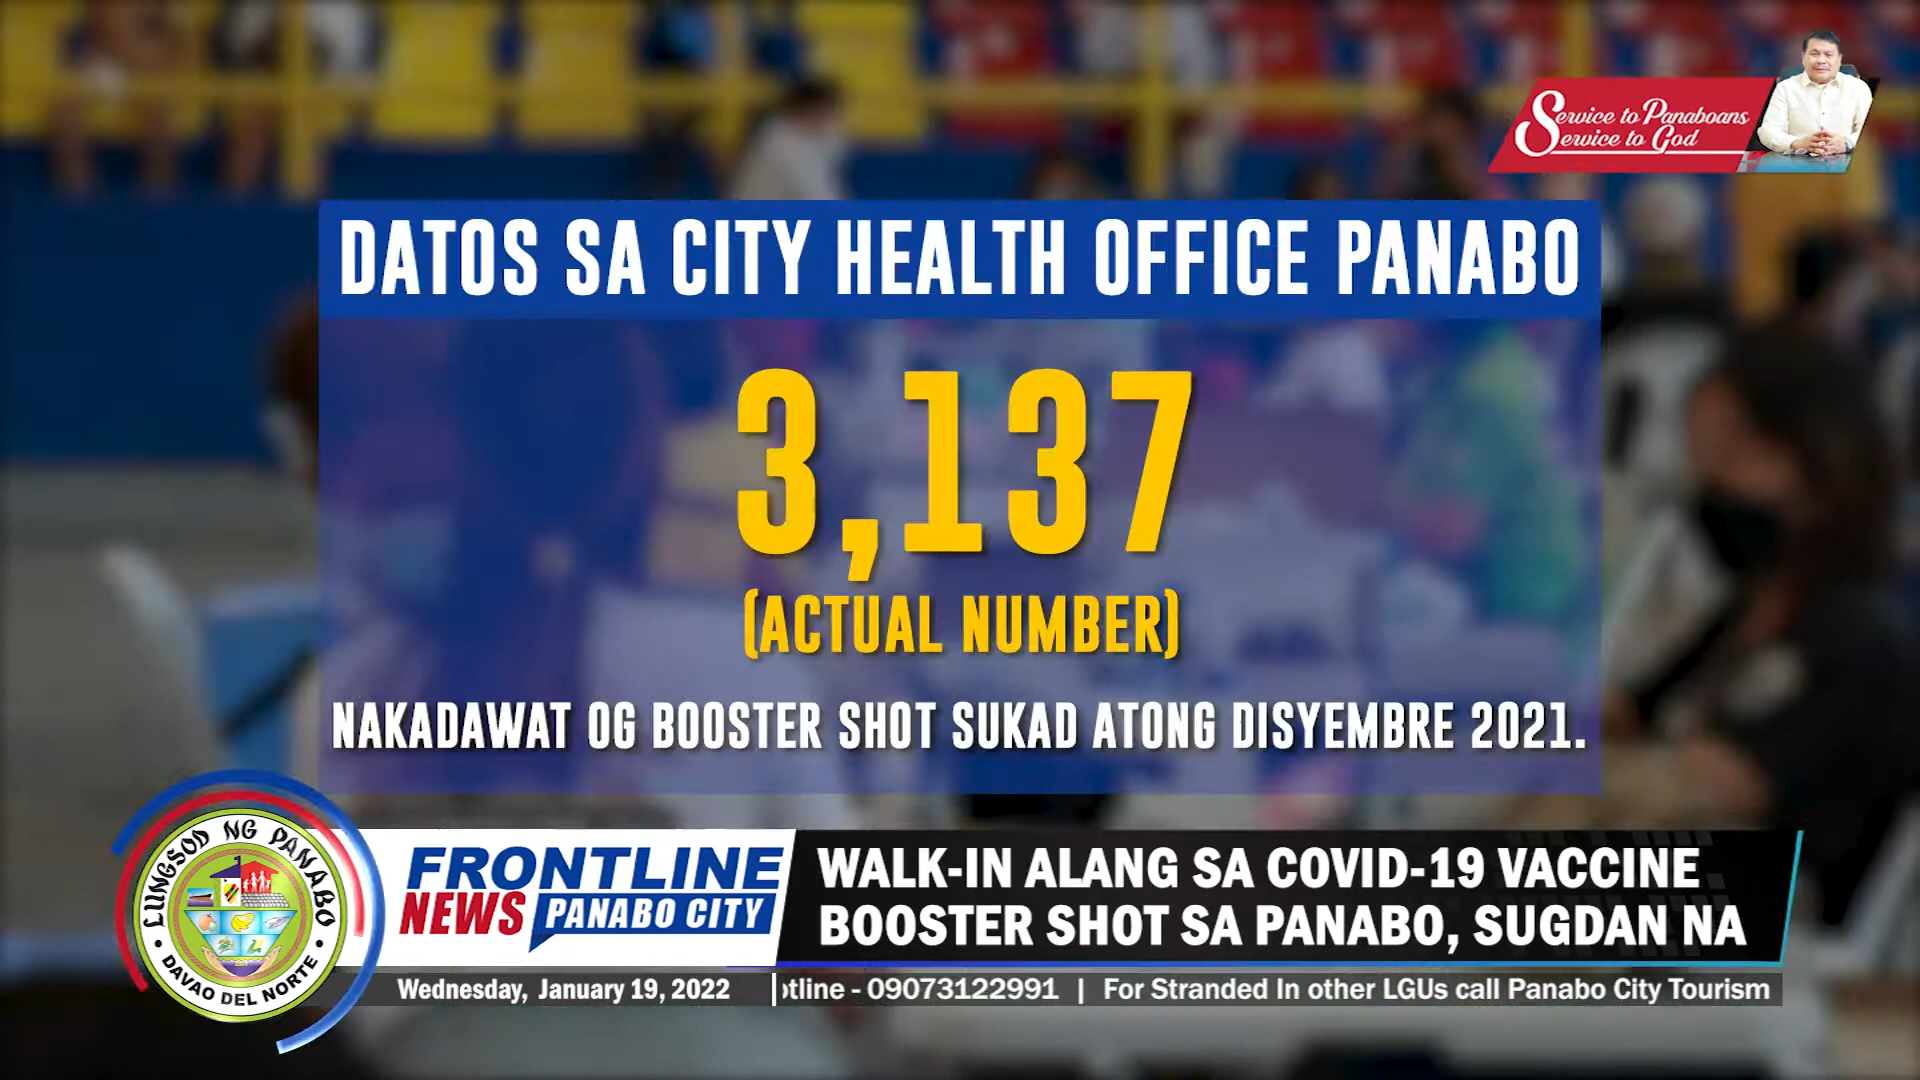 Service to Panaboans
Service to God
DATOS SA CITY HEALTH OFFICE PANABO
3,137
(ACTUAL NUMBER)
NAKADAWAT OG BOOSTER SHOT SUKAD ATONG DISYEMBRE 2021.
LUNGSOD NG PANABO
DAVAO DEL NORTE
FRONTLINE
NEWS PANABO CITY
WALK-IN ALANG SA COVID-19 VACCINE
BOOSTER SHOT SA PANABO, SUGDAN NA
Wednesday, January 19, 2022
- 09073122991 | For Stranded In other LGUs call Panabo City Tourism